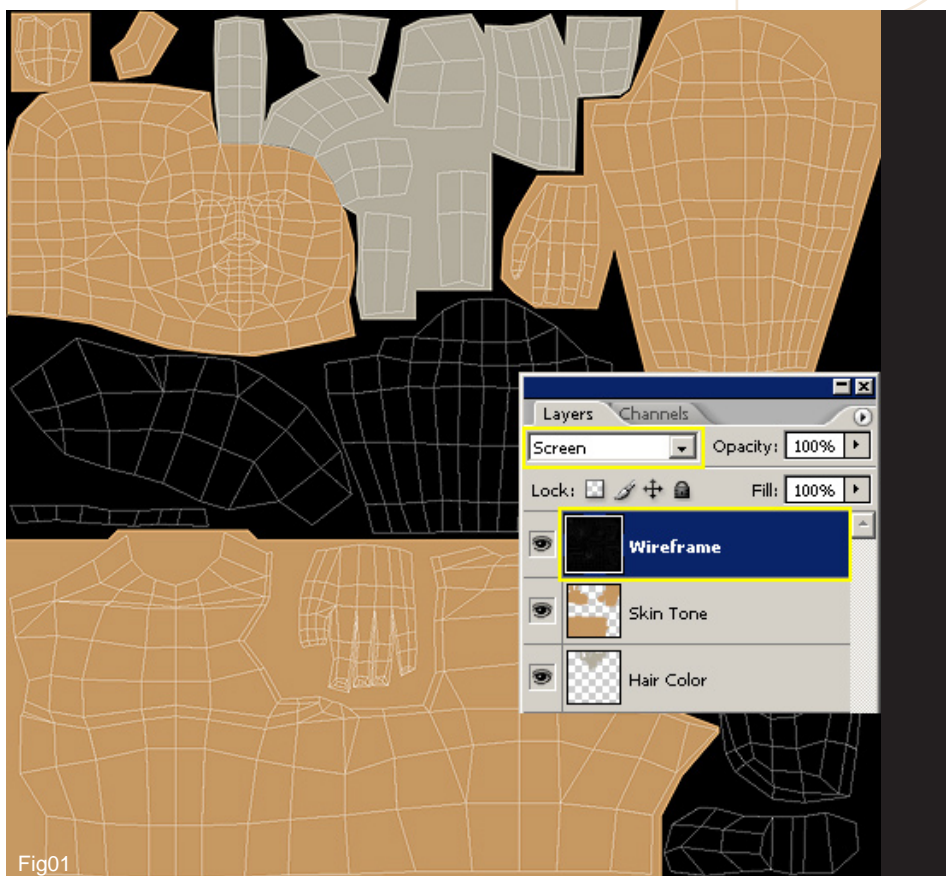 Layers Channels
Screen Opacity: 100%
Lock: Fill: 100%
Wireframe
Skin Tone
Hair Color
Fig01